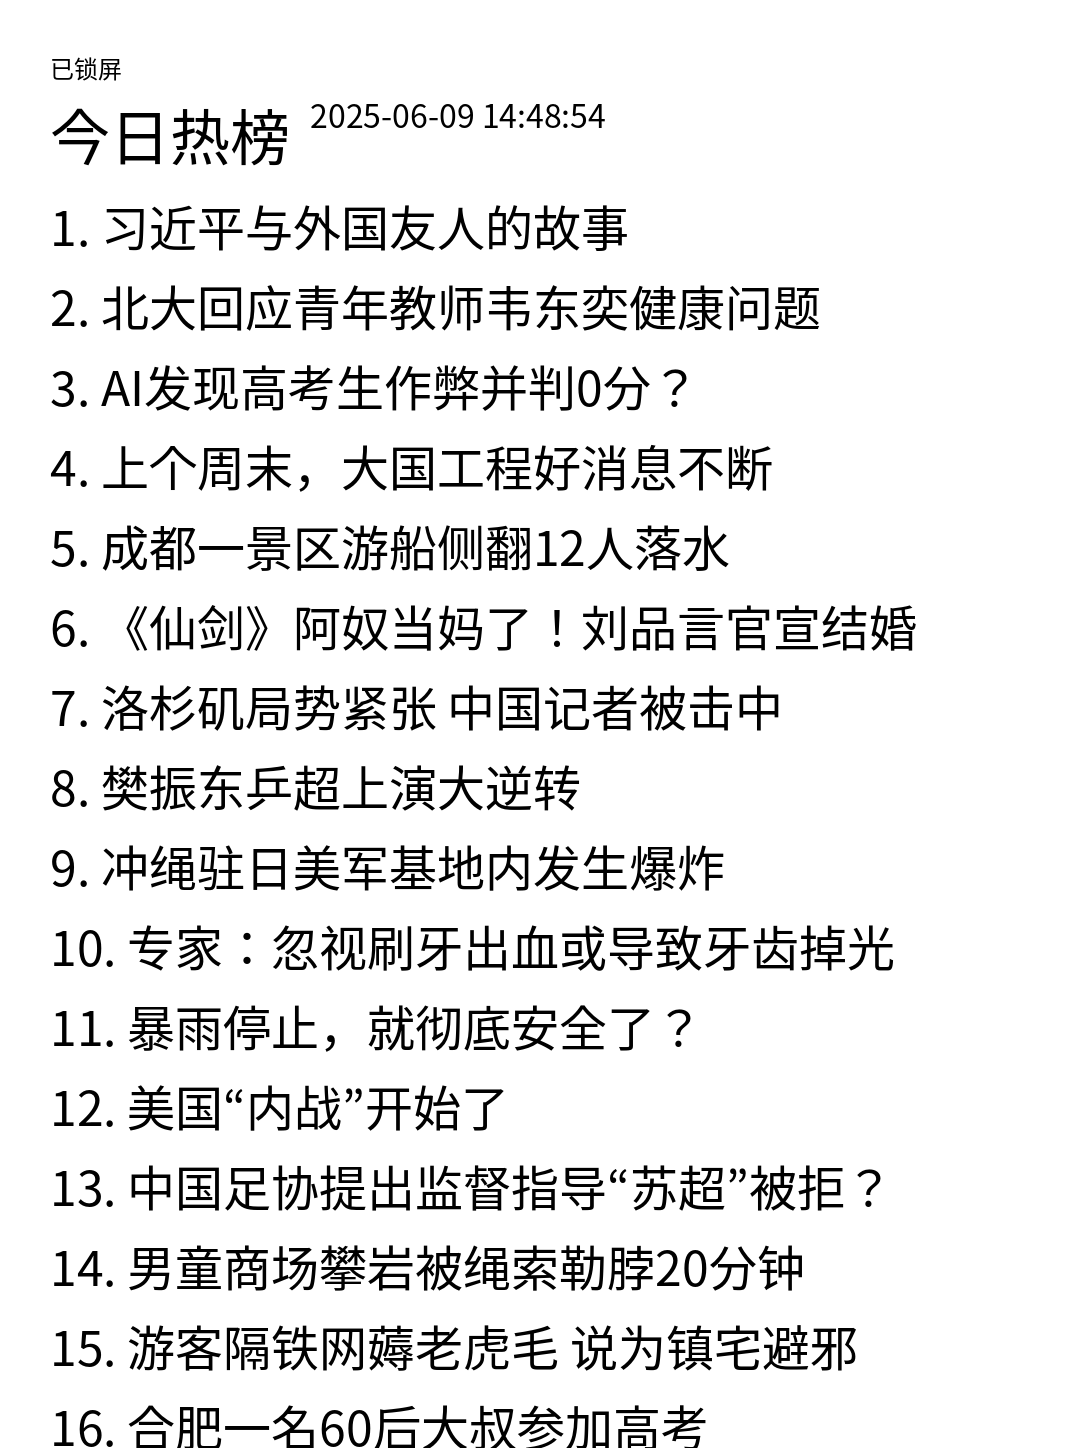 已锁屏
今日热榜 2025-06-09 14:48:54
1. 习近平与外国友人的故事
2. 北大回应青年教师韦东奕健康问题
3. AI发现高考生作弊并判0分？
4. 上个周末，大国工程好消息不断
5. 成都一景区游船侧翻12人落水
6. 《仙剑》阿奴当妈了！刘品言官宣结婚
7. 洛杉矶局势紧张 中国记者被击中
8. 樊振东乒超上演大逆转
9. 冲绳驻日美军基地内发生爆炸
10. 专家：忽视刷牙出血或导致牙齿掉光
11. 暴雨停止，就彻底安全了？
12. 美国“内战”开始了
13. 中国足协提出监督指导“苏超”被拒？
14. 男童商场攀岩被绳索勒脖20分钟
15. 游客隔铁网薅老虎毛 说为镇宅避邪
16. 合肥一名60后大叔参加高考